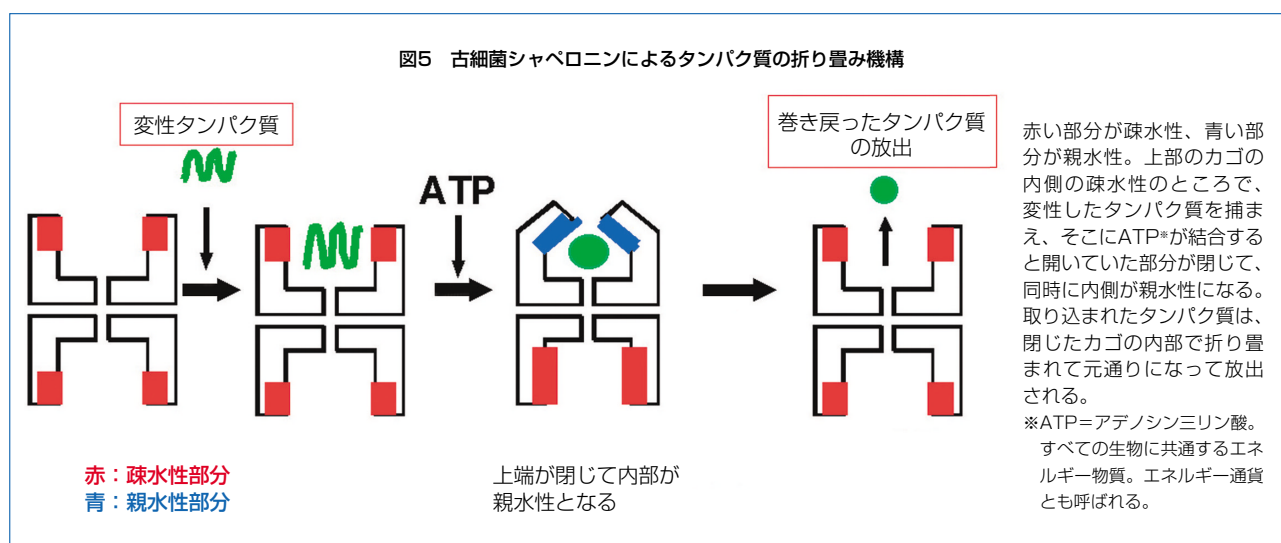 図5　古細菌シャペロニンによるタンパク質の折り畳み機構
変性タンパク質
ATP
巻き戻ったタンパク質
の放出
赤：疎水性部分
青：親水性部分
上端が閉じて内部が
親水性となる
赤い部分が疎水性、青い部
分が親水性。上部のカゴの
内側の疎水性のところで、
変性したタンパク質を捕ま
え、そこにATP※が結合する
と開いていた部分が閉じて、
同時に内側が親水性になる。
取り込まれたタンパク質は、
閉じたカゴの内部で折り畳
まれて元通りになって放出
される。
※ATP＝アデノシン三リン酸。
すべての生物に共通するエネ
ルギー物質。エネルギー通貨
とも呼ばれる。